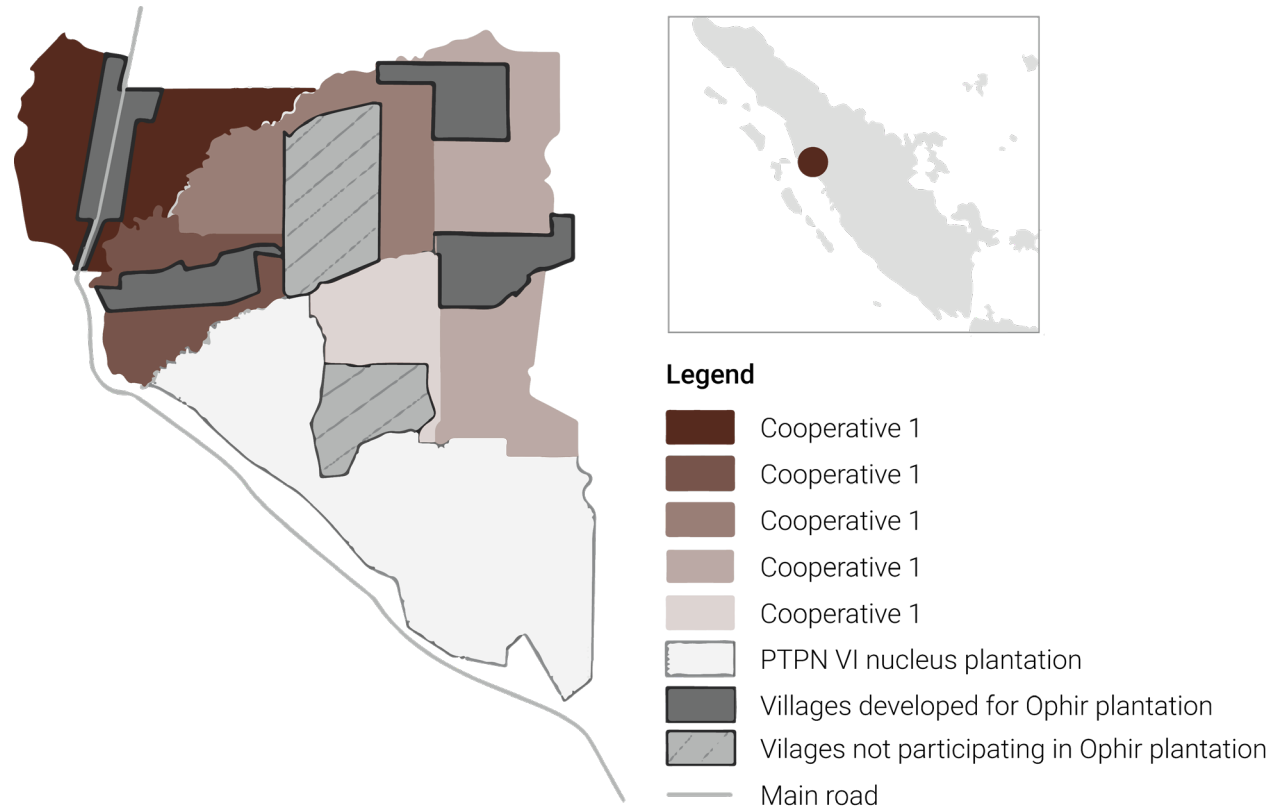 Legend
Cooperative 1
Cooperative 1
Cooperative 1
Cooperative 1
Cooperative 1
PTPN VI nucleus plantation
Villages developed for Ophir plantation
Vilages not participating in Ophir plantation
Main road